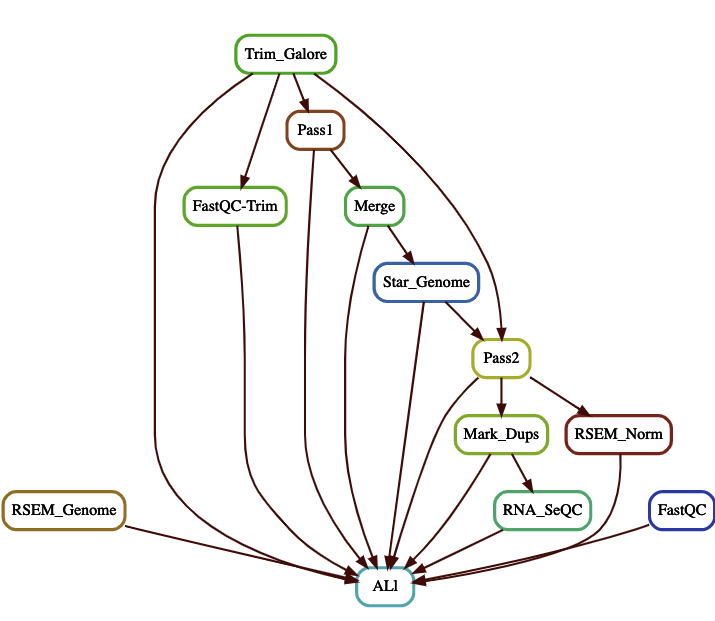 Trim_Galore
Pass1
FastQC-Trim
Merge
Star_Genome
Pass2
Mark_Dups
RSEM_Norm
RSEM_Genome
RNA_SeQC
FastQC
ALl